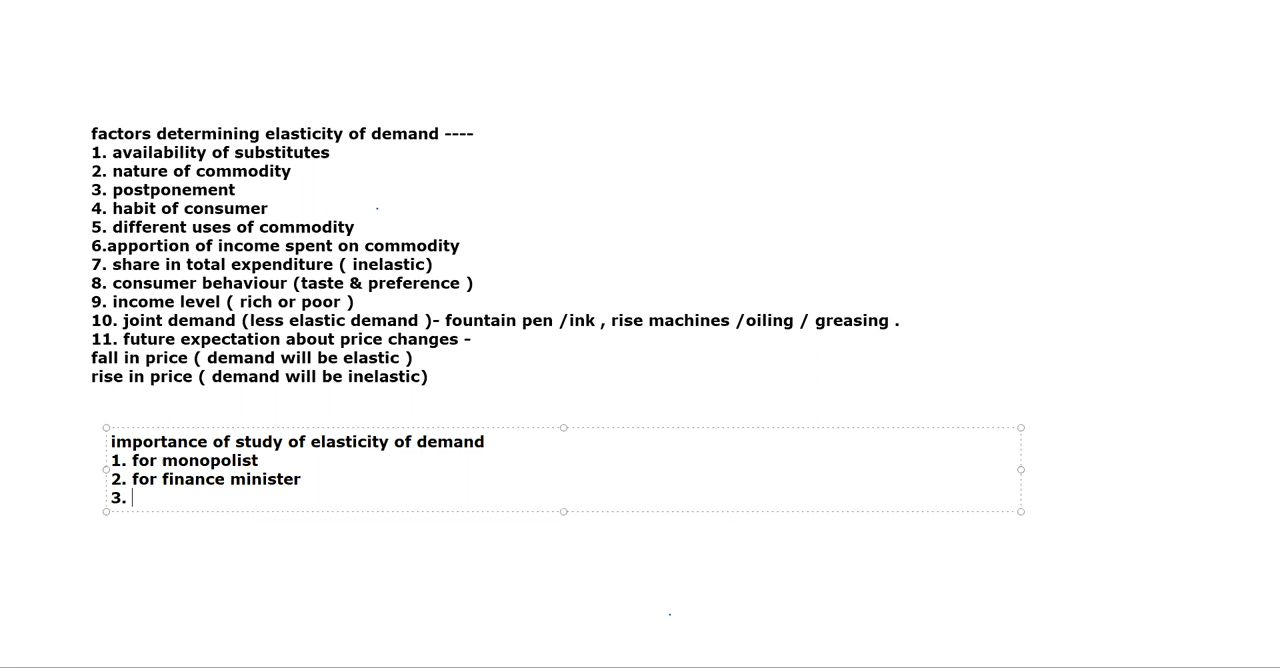 factors determining elasticity of demand ----
1. availability of substitutes
2. nature of commodity
3. postponement
4. habit of consumer
5. different uses of commodity
6.apportion of income spent on commodity
7. share in total expenditure ( inelastic)
8. consumer behaviour (taste & preference )
9. income level ( rich or poor )
10. joint demand (less elastic demand )- fountain pen /ink , rise machines /oiling / greasing .
11. future expectation about price changes -
fall in price ( demand will be elastic )
rise in price ( demand will be inelastic)
importance of study of elasticity of demand
1. for monopolist
2. for finance minister
3.